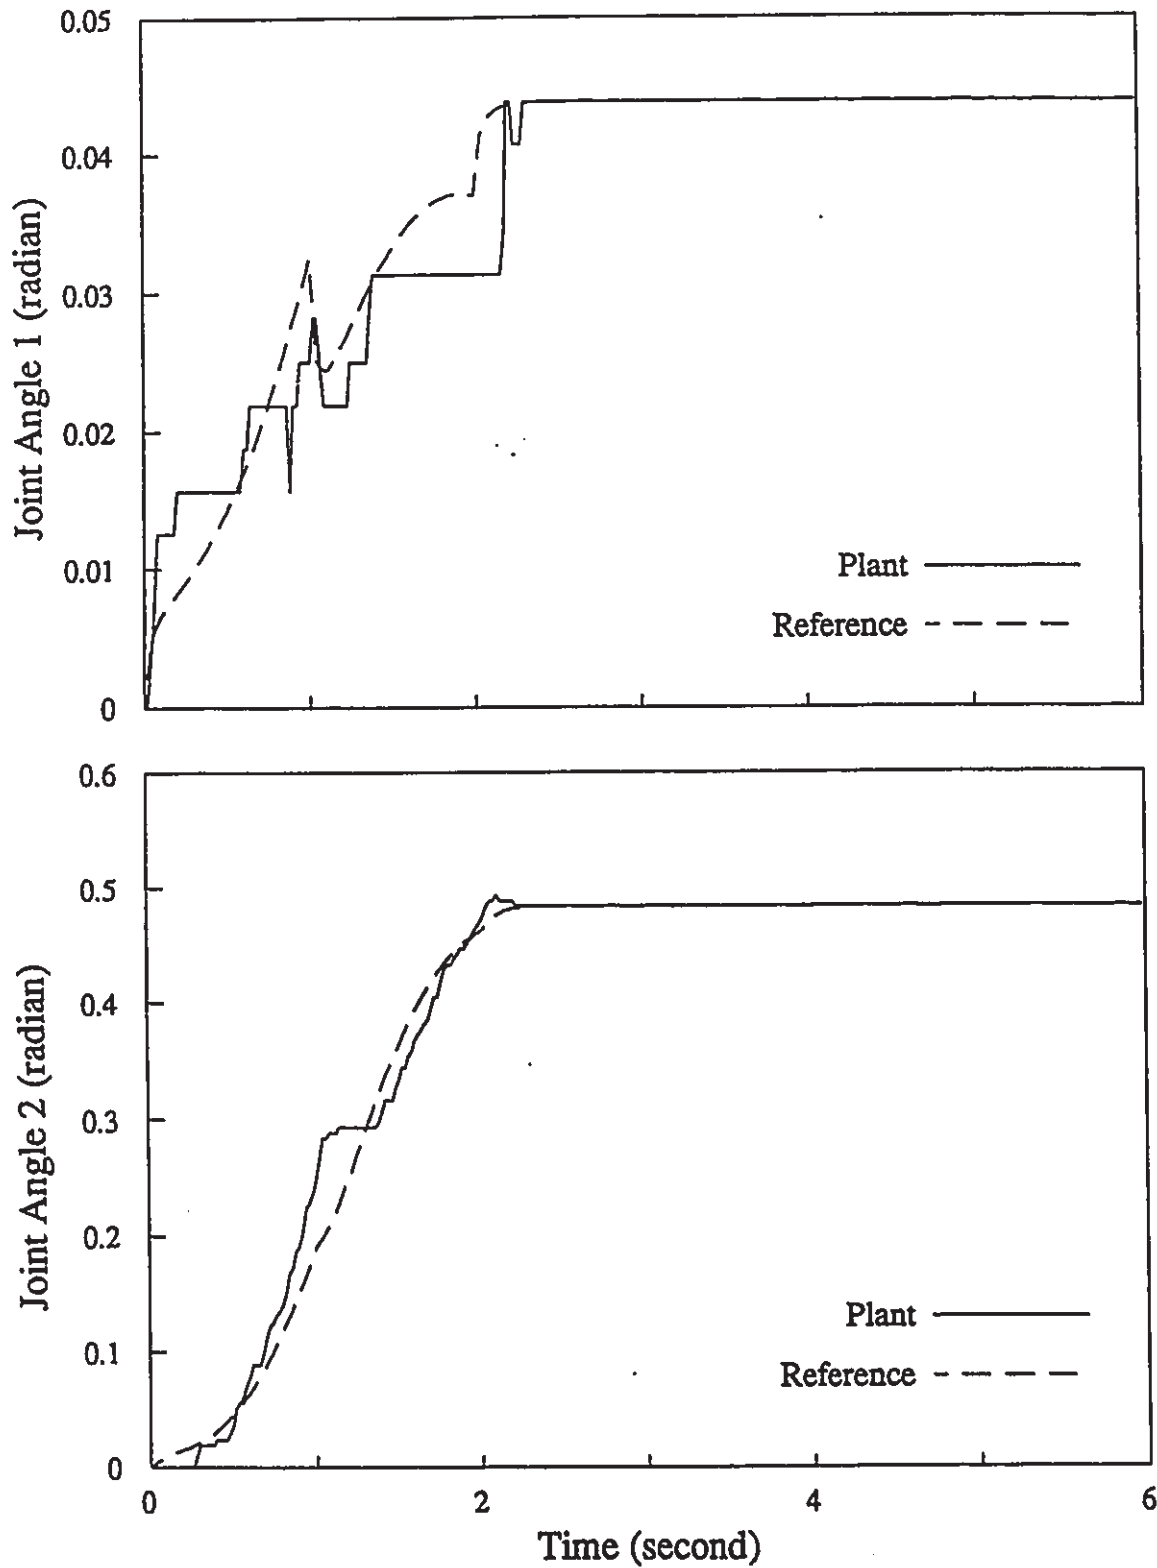 0.05
0.04
0.03
0.02
0.01
0
Joint Angle 1 (radian)
Plant
Reference
0.6
0.5
0.4
0.3
0.2
0.1
0
Joint Angle 2 (radian)
Plant
Reference
0 2 4 6
Time (second)